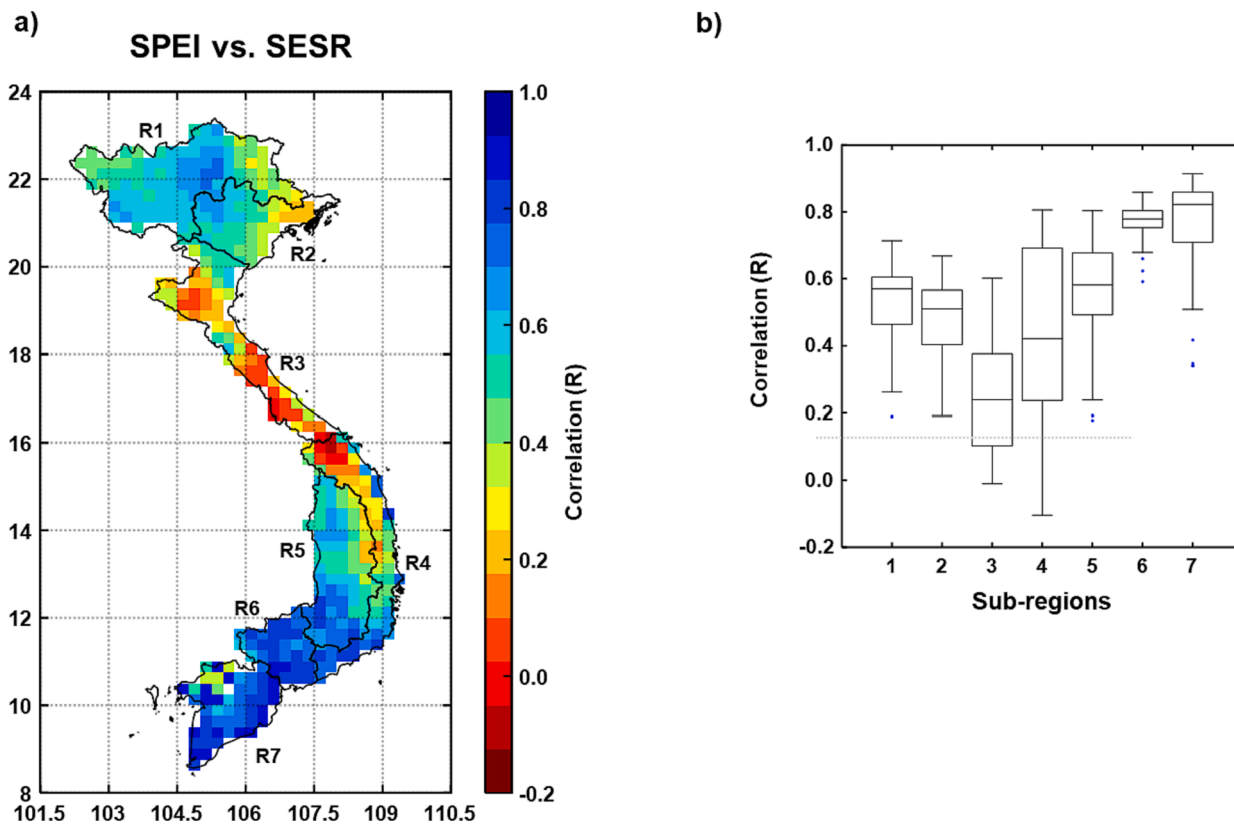 a)
SPEI vs. SESR
24
22
20
18
16
14
12
10
8
101.5 103 104.5 106 107.5 109 110.5
R1
R2
R3
R4
R5
R6
R7
1.0
0.8
0.6
0.4
0.2
0.0
-0.2
Correlation (R)
b)
1.0
0.8
0.6
0.4
0.2
0.0
-0.2
Correlation (R)
1 2 3 4 5 6 7
Sub-regions